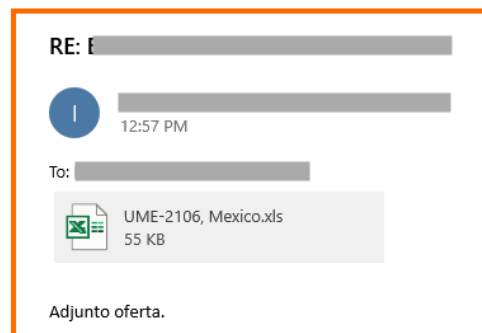 RE:
I
12:57 PM
To:
UME-2106, Mexico.xls
55 KB
Adjunto oferta.